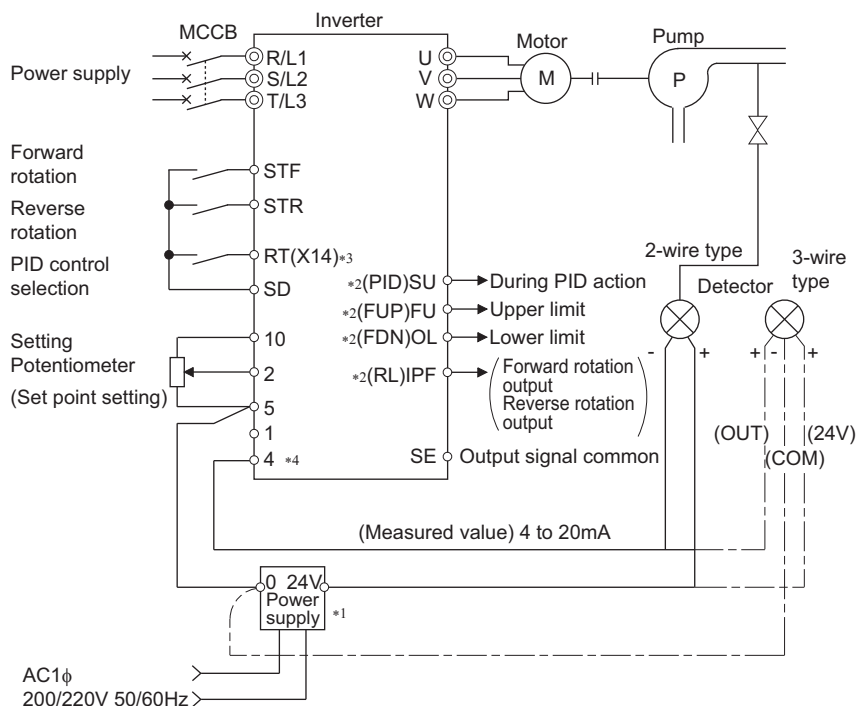 Inverter
MCCB
Power supply
R/L1
S/L2
T/L3
U
V
W
Motor
M
Pump
P
Forward
rotation
Reverse
rotation
PID control
selection
STF
STR
RT(X14)*3
SD
Setting
Potentiometer
(Set point setting)
10
2
5
1
4 *4
*2(PID)SU
During PID action
*2(FUP)FU
Upper limit
*2(FDN)OL
Lower limit
*2(RL)IPF
Forward rotation
output
Reverse rotation
output
SE
Output signal common
2-wire type
Detector
3-wire
type
- +
+ - +
(OUT)
(24V)
(COM)
(Measured value) 4 to 20mA
0 24V
Power
supply
*1
AC1ϕ
200/220V 50/60Hz